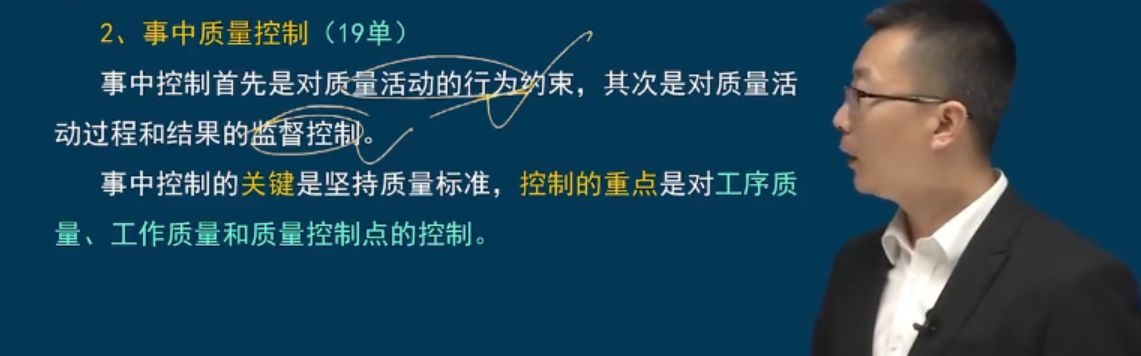 2、事中质量控制（19单）
事中控制首先是对质量活动的行为约束，其次是对质量活
动过程和结果的监督控制。
事中控制的关键是坚持质量标准，控制的重点是对工序质
量、工作质量和质量控制点的控制。